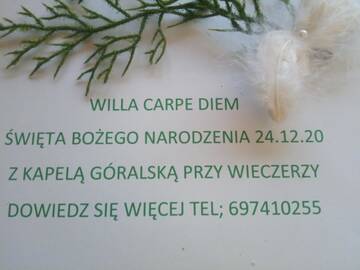 WILLA CARPE DIEM
ŚWIĘTA BOŻEGO NARODZENIA 24.12.20
Z KAPELĄ GÓRALSKĄ PRZY WIECZERZY
DOWIEDZ SIĘ WIĘCEJ TEL; 697410255